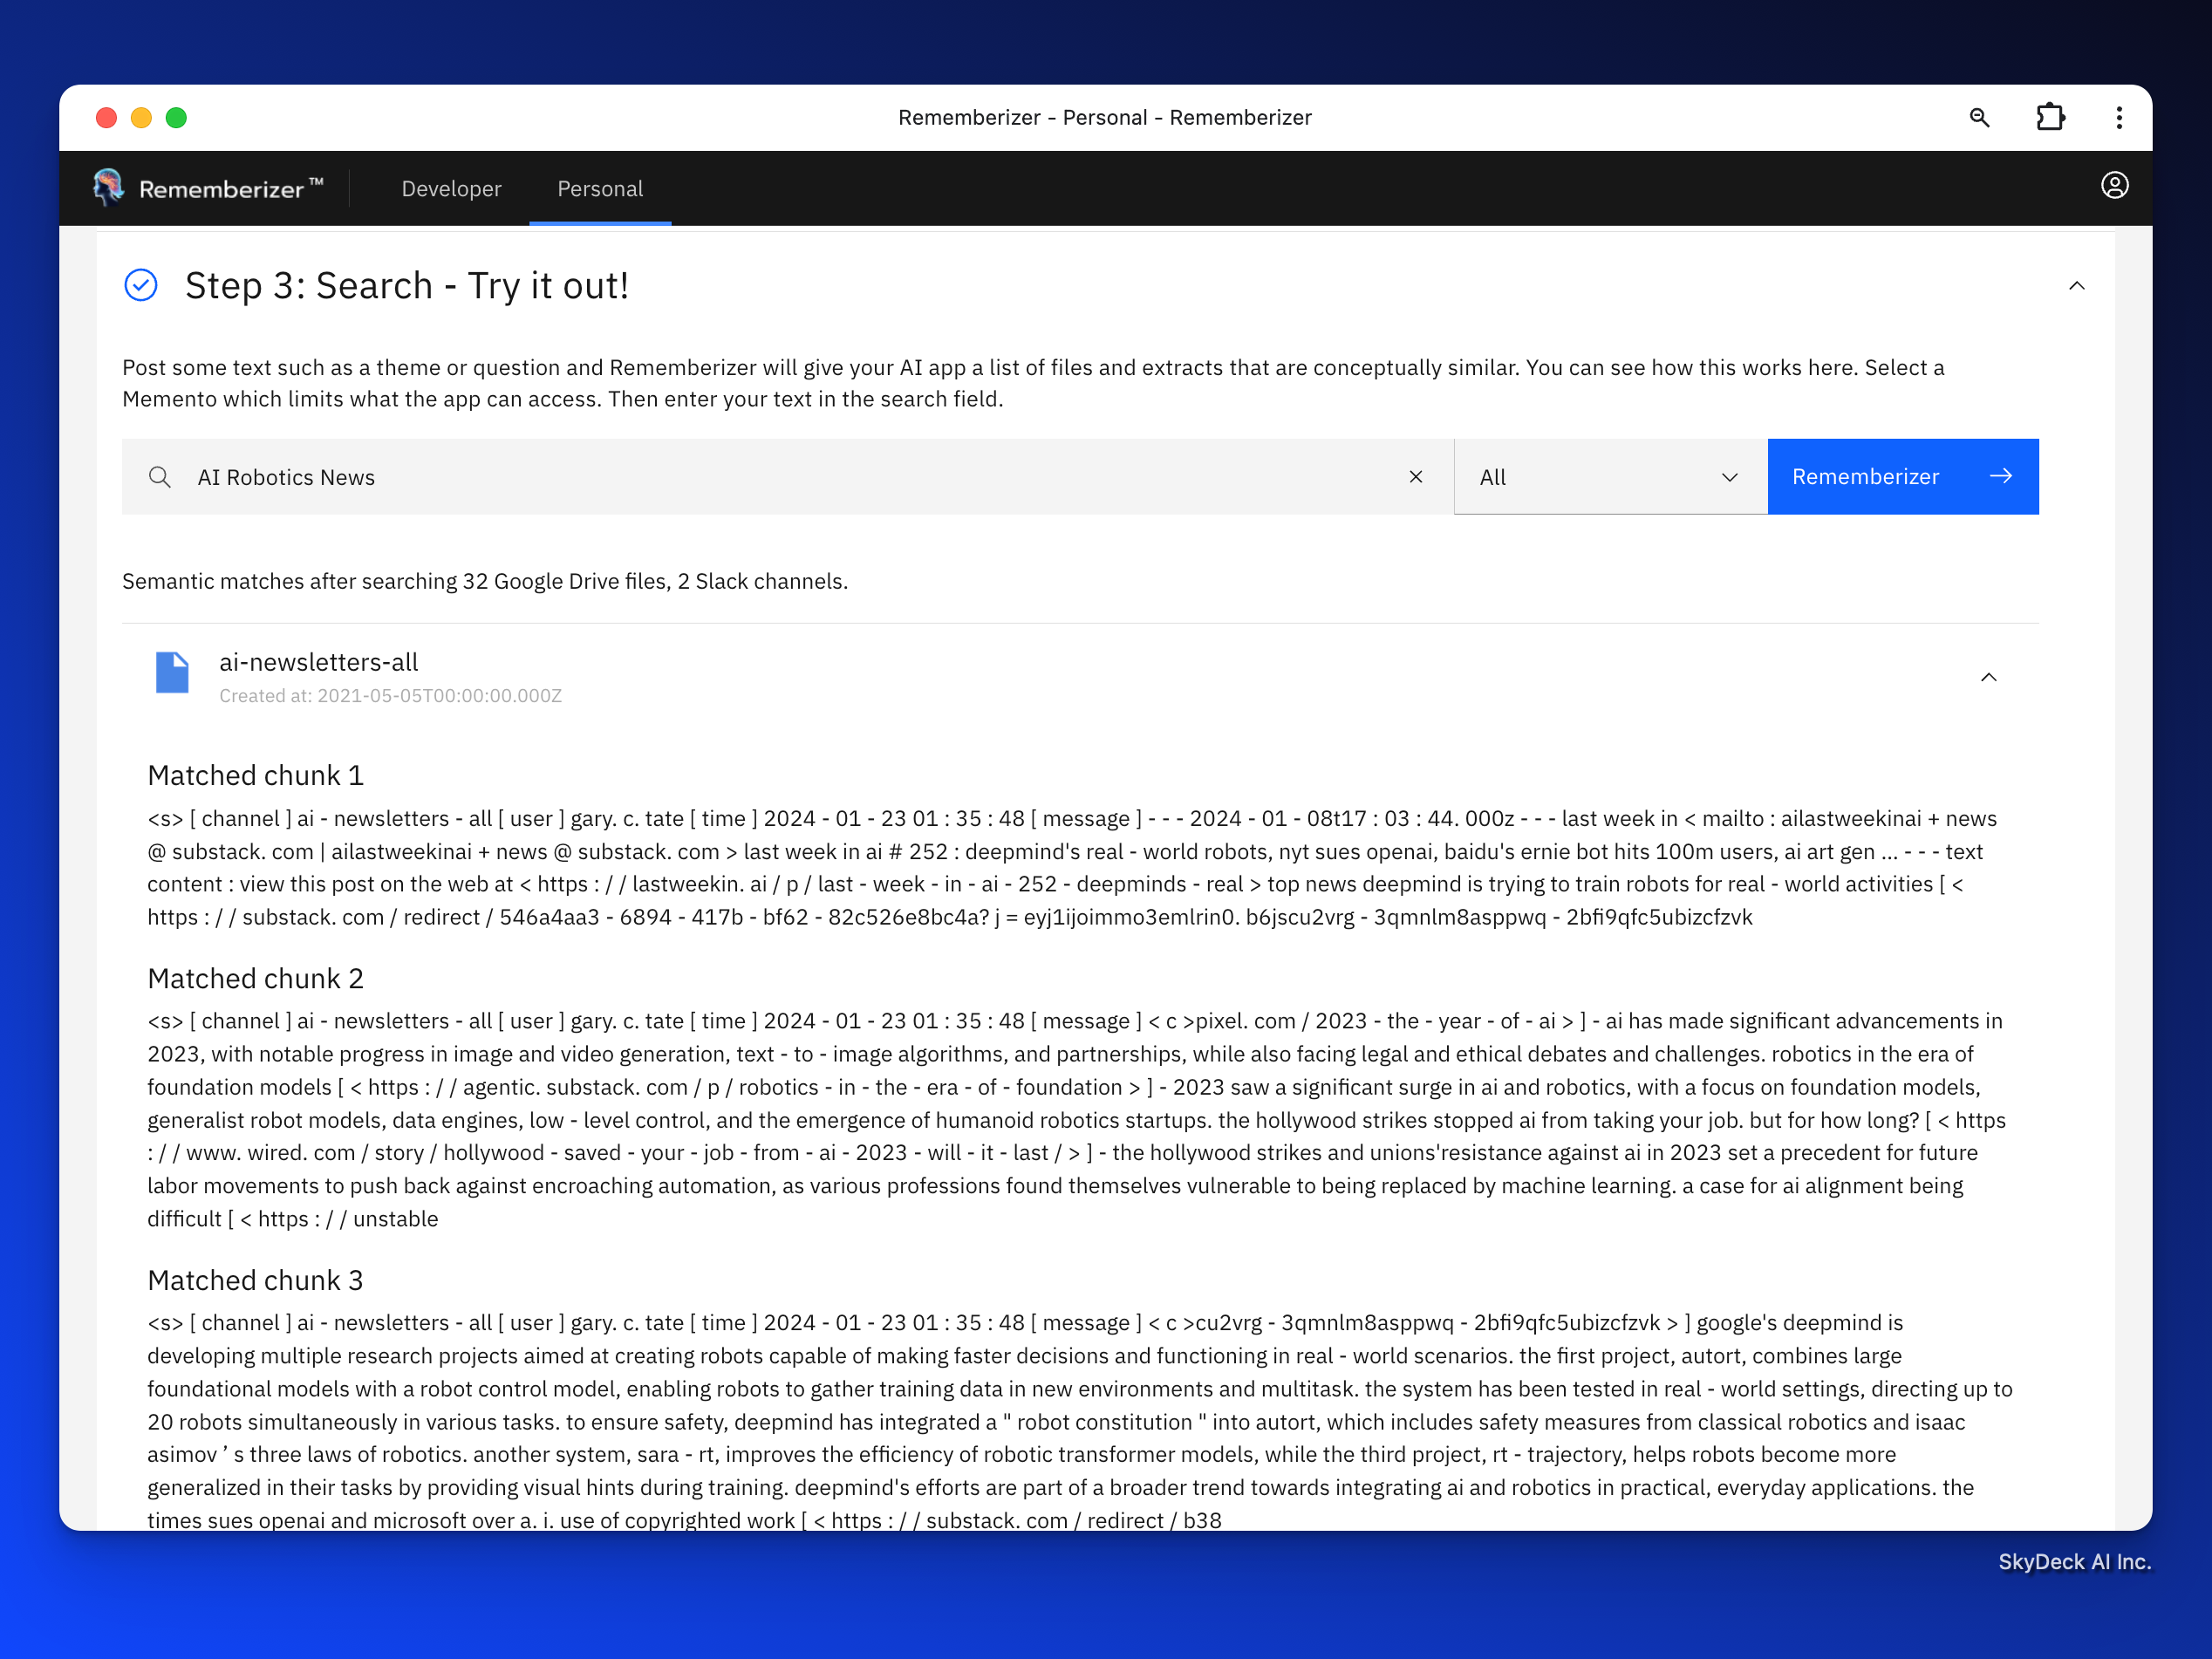 Rememberizer - Personal - Rememberizer
Rememberizer™
Developer
Personal
Step 3: Search - Try it out!
Post some text such as a theme or question and Rememberizer will give your AI app a list of files and extracts that are conceptually similar. You can see how this works here. Select a
Memento which limits what the app can access. Then enter your text in the search field.
AI Robotics News
All
Rememberizer
Semantic matches after searching 32 Google Drive files, 2 Slack channels.
ai-newsletters-all
Created at: 2021-05-05T00:00:00.000Z
Matched chunk 1
<s> [ channel ] ai - newsletters - all [ user ] gary. c. tate [ time ] 2024 - 01 - 23 01 : 35 : 48 [ message ] - - - 2024 - 01 - 08t17 : 03 : 44. 000z - - - last week in < mailto : ailastweekinai + news
@ substack. com | ailastweekinai + news @ substack. com > last week in ai # 252 : deepmind's real - world robots, nyt sues openai, baidu's ernie bot hits 100m users, ai art gen ... - - - text
content : view this post on the web at < https : / / lastweekin. ai / p / last - week - in - ai - 252 - deepminds - real > top news deepmind is trying to train robots for real - world activities [ <
https : / / substack. com / redirect / 546a4aa3 - 6894 - 417b - bf62 - 82c526e8bc4a? j = eyj1ijoimmo3emlrin0. b6jscu2vrg - 3qmnlm8asppwq - 2bfi9qfc5ubizcfzvk
Matched chunk 2
<s> [ channel ] ai - newsletters - all [ user ] gary. c. tate [ time ] 2024 - 01 - 23 01 : 35 : 48 [ message ] < c >pixel. com / 2023 - the - year - of - ai > ] - ai has made significant advancements in
2023, with notable progress in image and video generation, text - to - image algorithms, and partnerships, while also facing legal and ethical debates and challenges. robotics in the era of
foundation models [ < https : / / agentic. substack. com / p / robotics - in - the - era - of - foundation > ] - 2023 saw a significant surge in ai and robotics, with a focus on foundation models,
generalist robot models, data engines, low - level control, and the emergence of humanoid robotics startups. the hollywood strikes stopped ai from taking your job. but for how long? [ < https
: / / www. wired. com / story / hollywood - saved - your - job - from - ai - 2023 - will - it - last / > ] - the hollywood strikes and unions'resistance against ai in 2023 set a precedent for future
labor movements to push back against encroaching automation, as various professions found themselves vulnerable to being replaced by machine learning. a case for ai alignment being
difficult [ < https : / / unstable
Matched chunk 3
<s> [ channel ] ai - newsletters - all [ user ] gary. c. tate [ time ] 2024 - 01 - 23 01 : 35 : 48 [ message ] < c >cu2vrg - 3qmnlm8asppwq - 2bfi9qfc5ubizcfzvk > ] google's deepmind is
developing multiple research projects aimed at creating robots capable of making faster decisions and functioning in real - world scenarios. the first project, autort, combines large
foundational models with a robot control model, enabling robots to gather training data in new environments and multitask. the system has been tested in real - world settings, directing up to
20 robots simultaneously in various tasks. to ensure safety, deepmind has integrated a " robot constitution " into autort, which includes safety measures from classical robotics and isaac
asimov ’ s three laws of robotics. another system, sara - rt, improves the efficiency of robotic transformer models, while the third project, rt - trajectory, helps robots become more
generalized in their tasks by providing visual hints during training. deepmind's efforts are part of a broader trend towards integrating ai and robotics in practical, everyday applications. the
times sues openai and microsoft over a. i. use of copyrighted work [ < https : / / substack. com / redirect / b38
SkyDeck AI Inc.